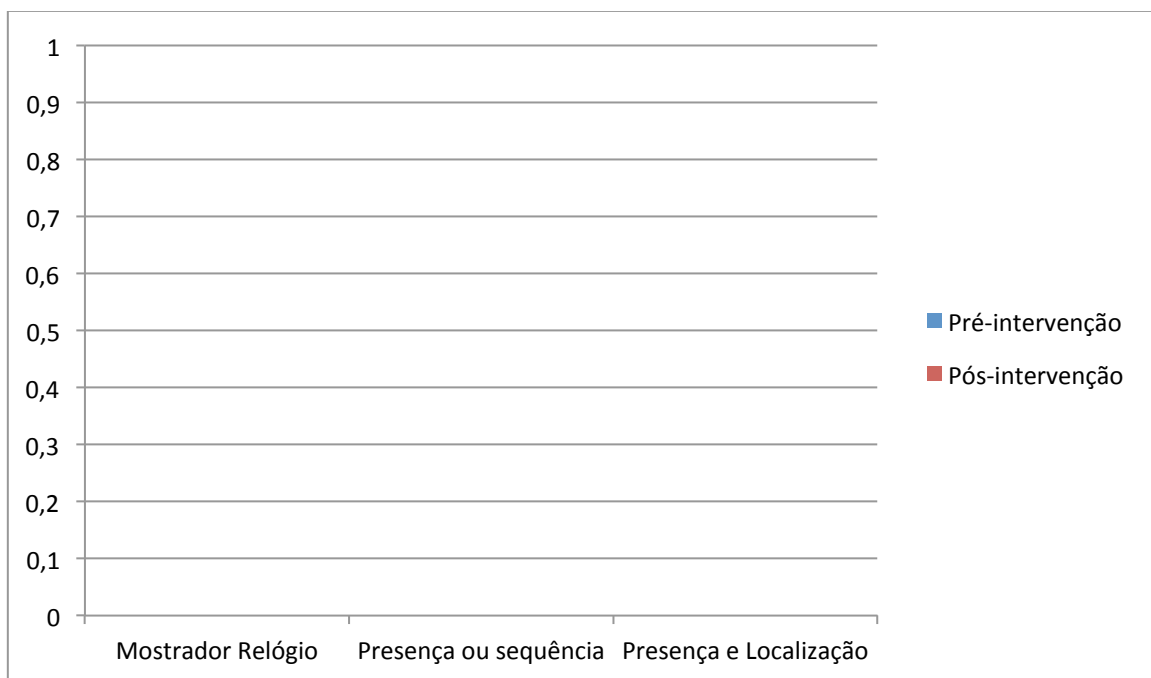 1
0,9
0,8
0,7
0,6
0,5
0,4
0,3
0,2
0,1
0
Mostrador Relógio
Presença ou sequência
Presença e Localização
Pré-intervenção
Pós-intervenção